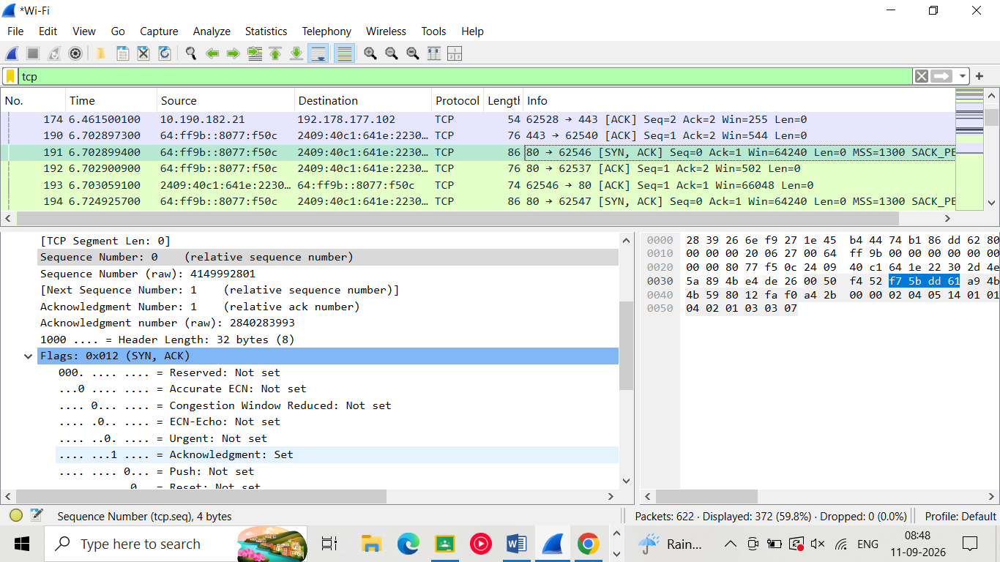 *Wi-Fi
File Edit View Go Capture Analyze Statistics Telephony Wireless Tools Help
tcp
No. Time Source Destination Protocol Length Info
174 6.461500100 10.190.182.21 192.178.177.102 TCP 54 62528 → 443 [ACK] Seq=2 Ack=2 Win=255 Len=0
190 6.702897300 64:ff9b::8077:f50c 2409:40c1:641e:2230… TCP 76 443 → 62540 [ACK] Seq=1 Ack=2 Win=544 Len=0
191 6.702899400 64:ff9b::8077:f50c 2409:40c1:641e:2230… TCP 86 80 → 62546 [SYN, ACK] Seq=0 Ack=1 Win=64240 Len=0 MSS=1300 SACK_PE
192 6.702900900 64:ff9b::8077:f50c 2409:40c1:641e:2230… TCP 76 80 → 62537 [ACK] Seq=1 Ack=2 Win=502 Len=0
193 6.703059100 2409:40c1:641e:2230… 64:ff9b::8077:f50c TCP 74 62546 → 80 [ACK] Seq=1 Ack=1 Win=66048 Len=0
194 6.724925700 64:ff9b::8077:f50c 2409:40c1:641e:2230… TCP 86 80 → 62547 [SYN, ACK] Seq=0 Ack=1 Win=64240 Len=0 MSS=1300 SACK_PE
[TCP Segment Len: 0]
Sequence Number: 0 (relative sequence number)
Sequence Number (raw): 4149992801
[Next Sequence Number: 1 (relative sequence number)]
Acknowledgment Number: 1 (relative ack number)
Acknowledgment number (raw): 2840283993
1000 .... = Header Length: 32 bytes (8)
Flags: 0x012 (SYN, ACK)
000. .... .... = Reserved: Not set
...0 .... .... = Accurate ECN: Not set
.... 0... .... = Congestion Window Reduced: Not set
.... .0.. .... = ECN-Echo: Not set
.... ..0. .... = Urgent: Not set
.... ...1 .... = Acknowledgment: Set
.... .... 0... = Push: Not set
.... .... .0.. = Reset: Not set
0000 28 39 26 6e f9 27 1e 45 b4 44 74 b1 86 dd 62 80
0010 00 00 00 20 06 27 00 64 ff 9b 00 00 00 00 00 00
0020 00 00 80 77 f5 0c 24 09 40 c1 64 1e 22 30 2d 4e
0030 5a 89 4b e4 de 26 00 50 f4 52 f7 5b dd 61 a9 4b
0040 4b 59 80 12 fa f0 a4 2b 00 00 02 04 05 14 01 01
0050 04 02 01 03 03 07
Sequence Number (tcp.seq), 4 bytes
Packets: 622 · Displayed: 372 (59.8%) · Dropped: 0 (0.0%)
Profile: Default
Type here to search
Rain...
ENG
08:48
11-09-2026